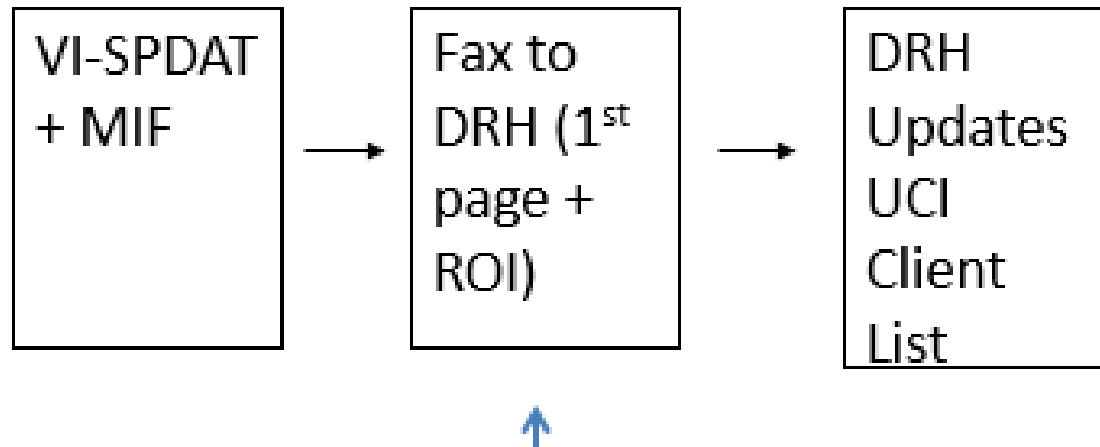 VI-SPDAT
+ MIF
Fax to
DRH (1st
page +
ROI)
DRH
Updates
UCI
Client
List